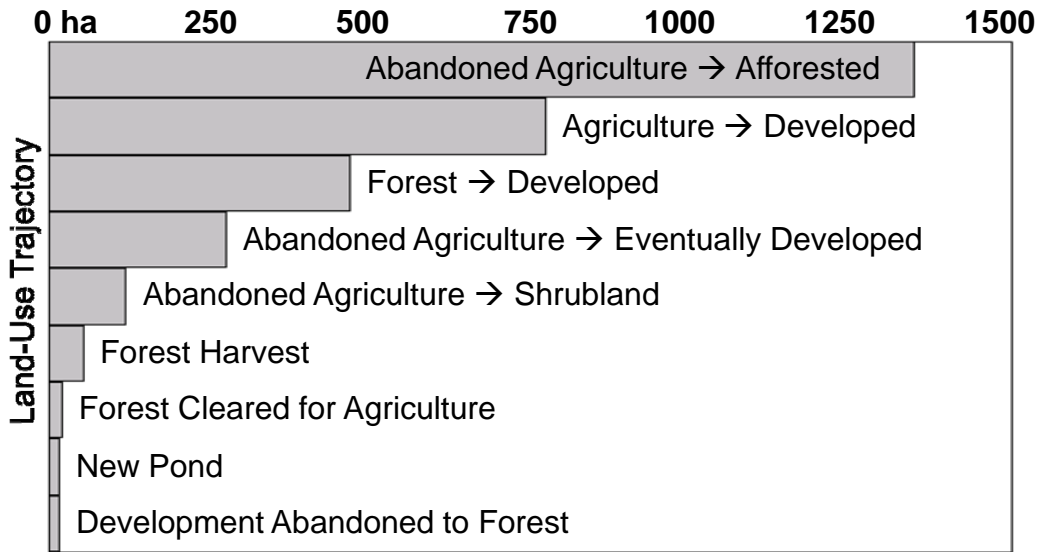 0 ha 250 500 750 1000 1250 1500
Land-Use Trajectory
Abandoned Agriculture → Afforested
Agriculture → Developed
Forest → Developed
Abandoned Agriculture → Eventually Developed
Abandoned Agriculture → Shrubland
Forest Harvest
Forest Cleared for Agriculture
New Pond
Development Abandoned to Forest